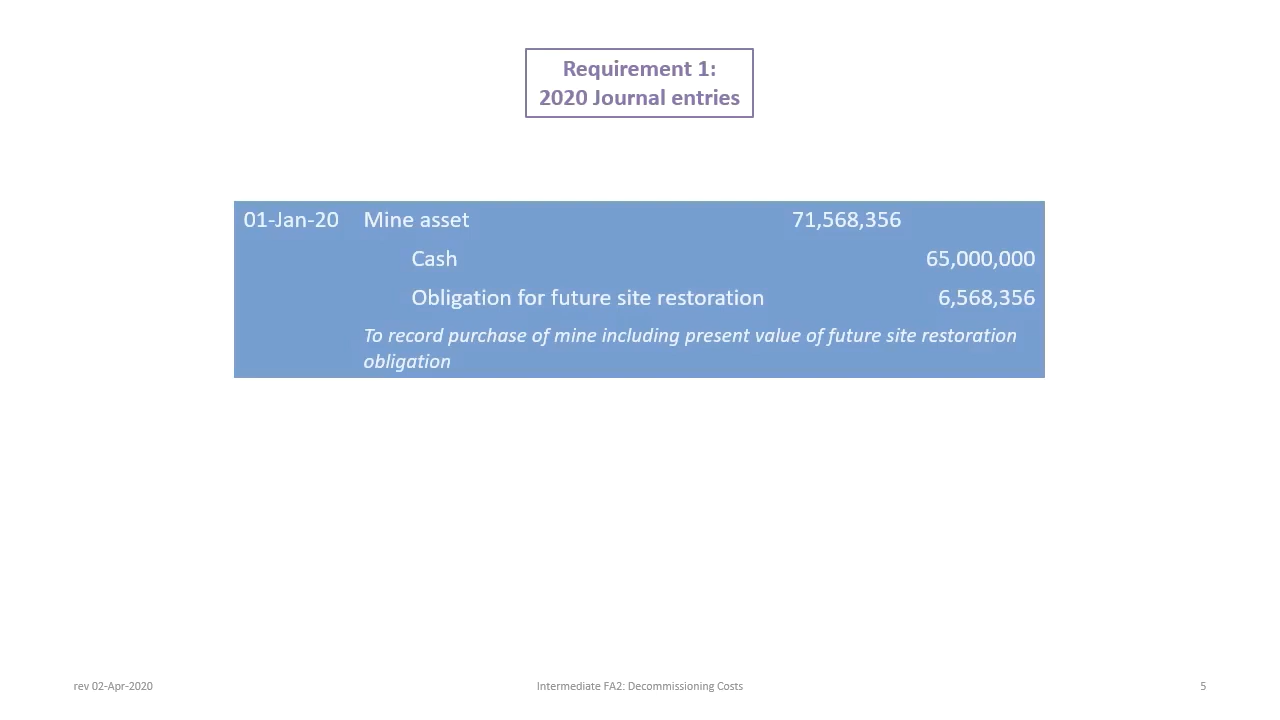 Requirement 1:
2020 Journal entries
01-Jan-20 Mine asset 71,568,356
Cash 65,000,000
Obligation for future site restoration 6,568,356
To record purchase of mine including present value of future site restoration
obligation
rev 02-Apr-2020 Intermediate FA2: Decommissioning Costs 5